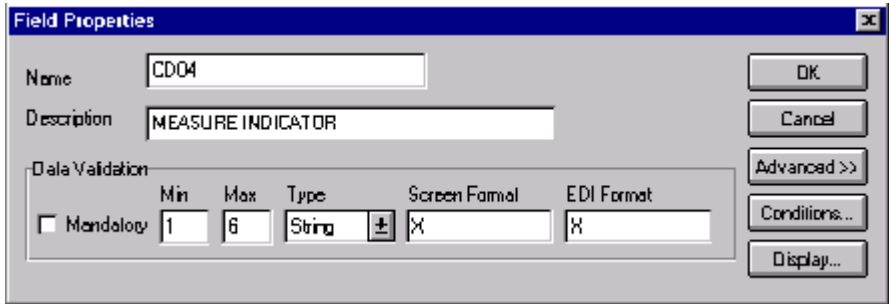 Field Properties
Name CD04
OK
Description MEASURE INDICATOR
Cancel
Data Validation
Advanced >>
Min Max Type Screen Format EDI Format
Mandatory 1 6 String X X
Conditions...
Display...